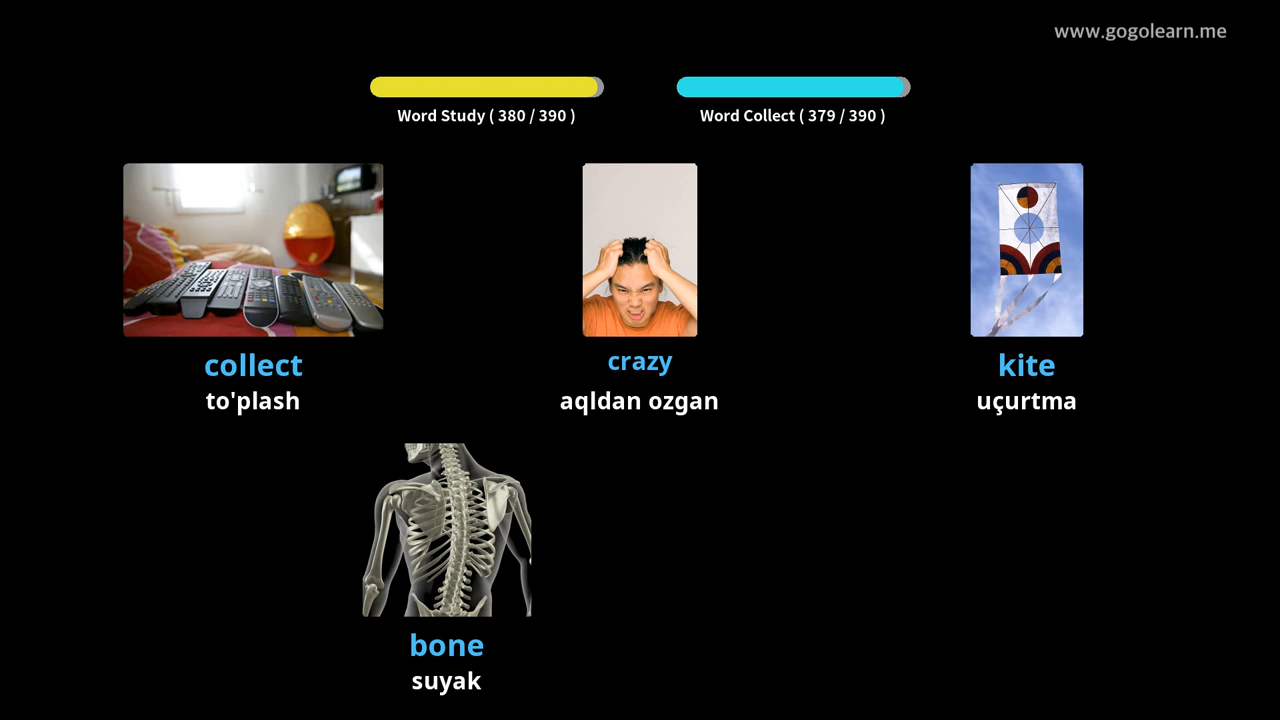 www.gogolearn.me
Word Study ( 380 / 390 )
Word Collect ( 379 / 390 )
collect
to'plash
crazy
aqldan ozgan
kite
uçurtma
bone
suyak